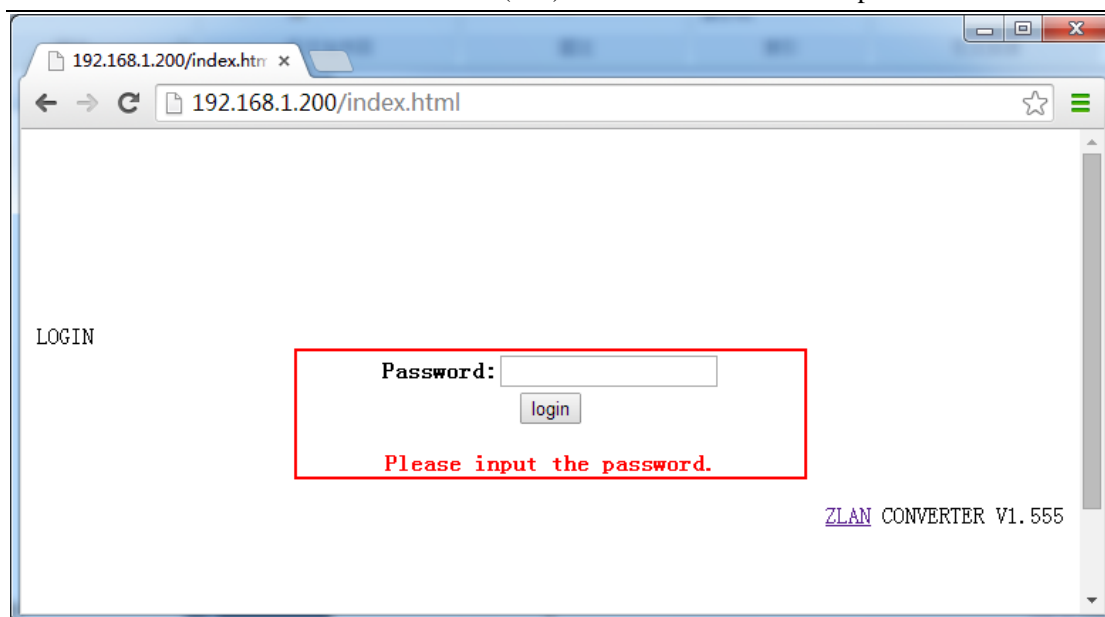 192.168.1.200/index.htm
192.168.1.200/index.html
LOGIN
Password:
login
Please input the password.
ZLAN CONVERTER V1.555